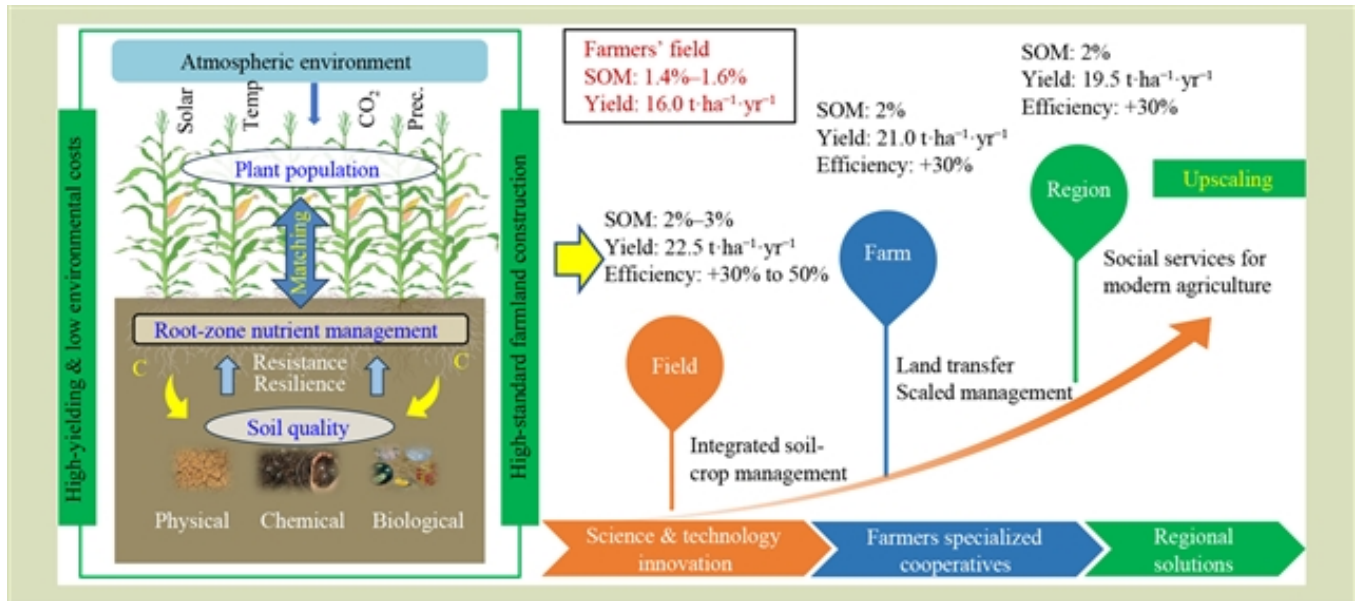 High-yielding & low environmental costs
Atmospheric environment
Solar
Temp
CO₂
Prec.
Plant population
Matching
Root-zone nutrient management
C
Resistance
C
Resilience
Soil quality
Physical
Chemical
Biological
High-standard farmland construction
Farmers’ field
SOM: 1.4%–1.6%
Yield: 16.0 t·ha⁻¹·yr⁻¹
SOM: 2%–3%
Yield: 22.5 t·ha⁻¹·yr⁻¹
Efficiency: +30% to 50%
Field
Integrated soil-
crop management
SOM: 2%
Yield: 21.0 t·ha⁻¹·yr⁻¹
Efficiency: +30%
Farm
Land transfer
Scaled management
SOM: 2%
Yield: 19.5 t·ha⁻¹·yr⁻¹
Efficiency: +30%
Region
Upscaling
Social services for
modern agriculture
Science & technology
innovation
Farmers specialized
cooperatives
Regional
solutions